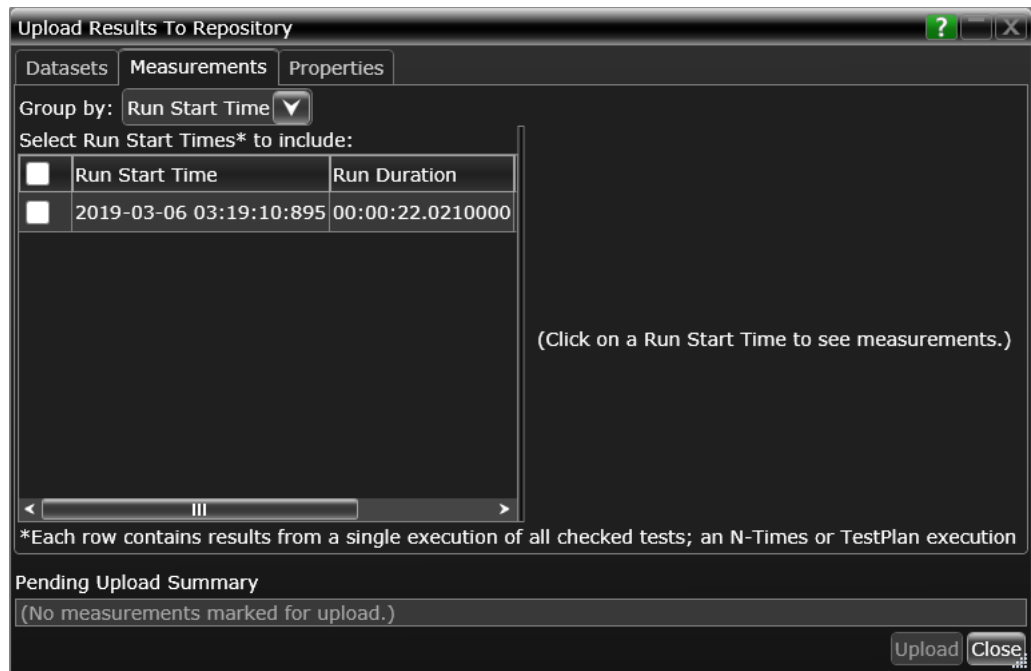 Upload Results To Repository
Datasets Measurements Properties
Group by: Run Start Time
Select Run Start Times* to include:
Run Start Time Run Duration
2019-03-06 03:19:10:895 00:00:22.0210000
(Click on a Run Start Time to see measurements.)
*Each row contains results from a single execution of all checked tests; an N-Times or TestPlan execution
Pending Upload Summary
(No measurements marked for upload.)
Upload Close